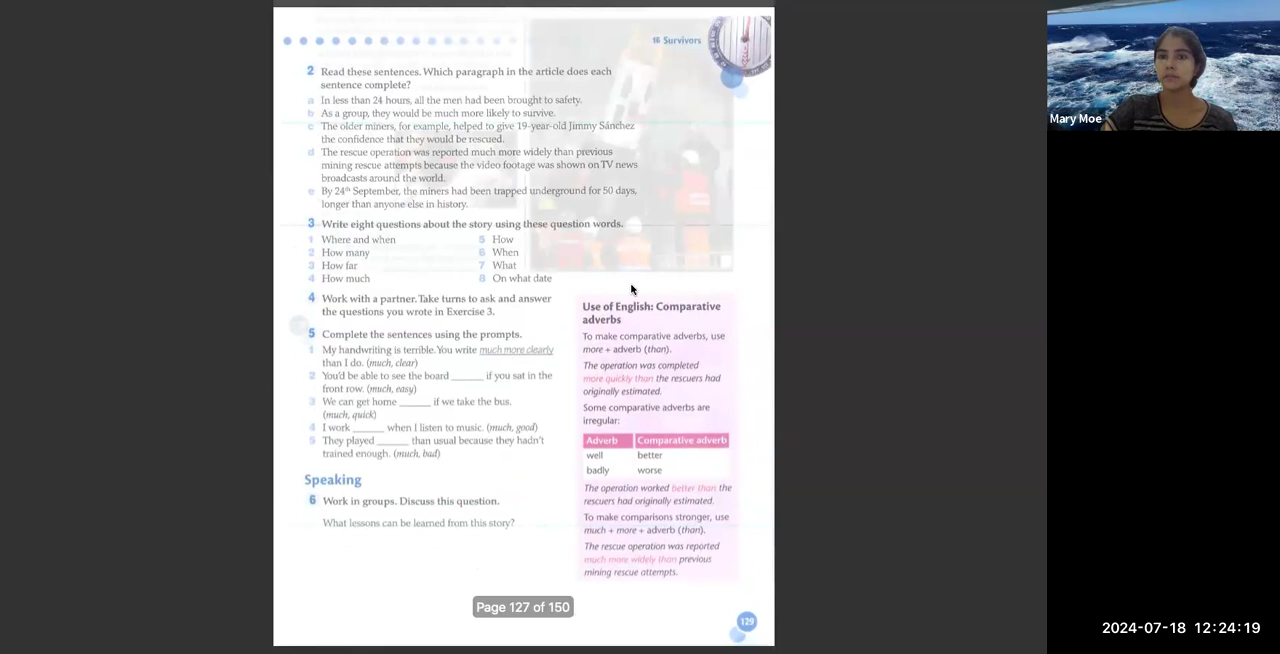 16 Survivors
2 Read these sentences. Which paragraph in the article does each
sentence complete?
a In less than 24 hours, all the men had been brought to safety.
b As a group, they would be much more likely to survive.
c The older miners, for example, helped to give 19-year-old Jimmy Sánchez
the confidence that they would be rescued.
d The rescue operation was reported much more widely than previous
mining rescue attempts because the video footage was shown on TV news
broadcasts around the world.
e By 24th September, the miners had been trapped underground for 50 days,
longer than anyone else in history.
3 Write eight questions about the story using these question words.
1 Where and when
2 How many
3 How far
4 How much
5 How
6 When
7 What
8 On what date
4 Work with a partner. Take turns to ask and answer
the questions you wrote in Exercise 3.
5 Complete the sentences using the prompts.
1 My handwriting is terrible. You write much more clearly
than I do. (much, clear)
2 You'd be able to see the board ______ if you sat in the
front row. (much, easy)
3 We can get home ______ if we take the bus.
(much, quick)
4 I work ______ when I listen to music. (much, good)
5 They played ______ than usual because they hadn't
trained enough. (much, bad)
Speaking
6 Work in groups. Discuss this question.
What lessons can be learned from this story?
Use of English: Comparative
adverbs
To make comparative adverbs, use
more + adverb (than).
The operation was completed
more quickly than the rescuers had
originally estimated.
Some comparative adverbs are
irregular:
Adverb Comparative adverb
well better
badly worse
The operation worked better than the
rescuers had originally estimated.
To make comparisons stronger, use
much + more + adverb (than).
The rescue operation was reported
much more widely than previous
mining rescue attempts.
Page 127 of 150
129
Mary Moe
2024-07-18 12:24:19